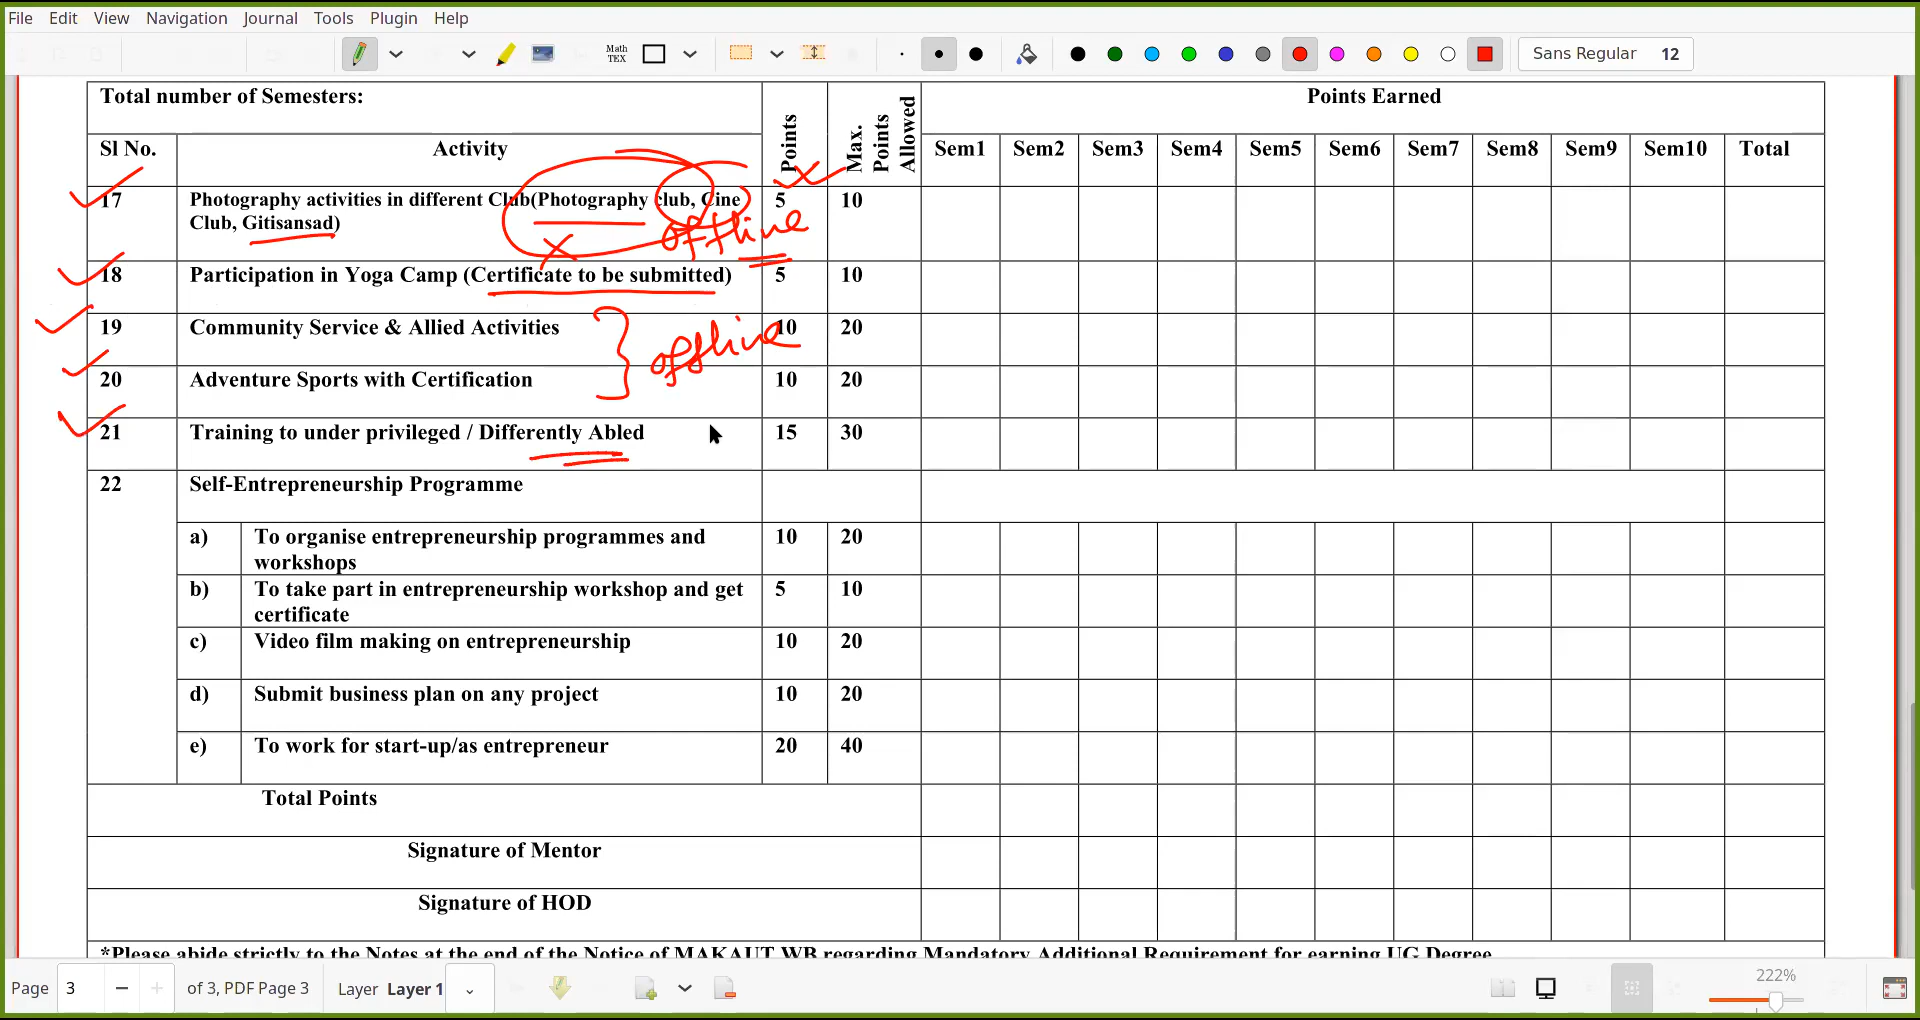 File Edit View Navigation Journal Tools Plugin Help
Math TEX
Sans Regular 12
Total number of Semesters:
Points
Max. Points Allowed
Points Earned
Sl No. Activity Sem1 Sem2 Sem3 Sem4 Sem5 Sem6 Sem7 Sem8 Sem9 Sem10 Total
17 Photography activities in different Club(Photography club, Cine 5 10
Club, Gitisansad)
offline
18 Participation in Yoga Camp (Certificate to be submitted) 5 10
19 Community Service & Allied Activities 10 20
offline
20 Adventure Sports with Certification 10 20
21 Training to under privileged / Differently Abled 15 30
22 Self-Entrepreneurship Programme
a) To organise entrepreneurship programmes and 10 20
workshops
b) To take part in entrepreneurship workshop and get 5 10
certificate
c) Video film making on entrepreneurship 10 20
d) Submit business plan on any project 10 20
e) To work for start-up/as entrepreneur 20 40
Total Points
Signature of Mentor
Signature of HOD
*Please abide strictly to the Notes at the end of the Notice of MAKAUT WB regarding Mandatory Additional Requirement for earning UG Degree
Page 3 of 3, PDF Page 3 Layer Layer 1 222%